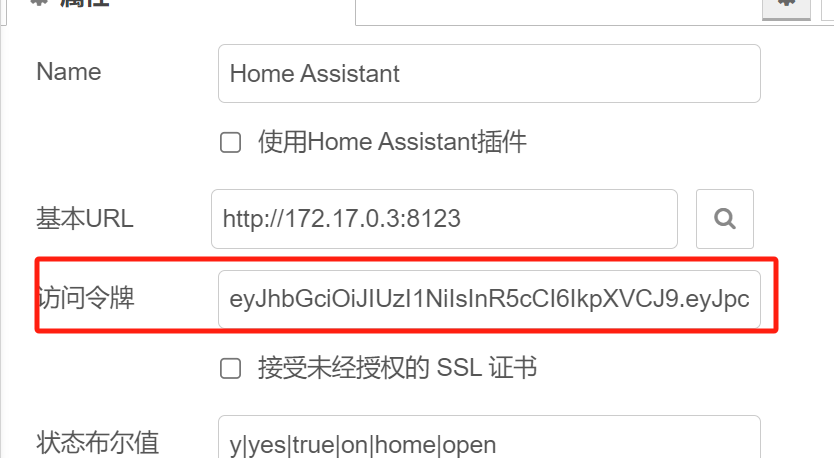 属性
Name
Home Assistant
使用Home Assistant插件
基本URL
http://172.17.0.3:8123
访问令牌
eyJhbGciOiJIUzI1NiIsInR5cCI6IkpXVCJ9.eyJpc
接受未经授权的 SSL 证书
状态布尔值
y|yes|true|on|home|open